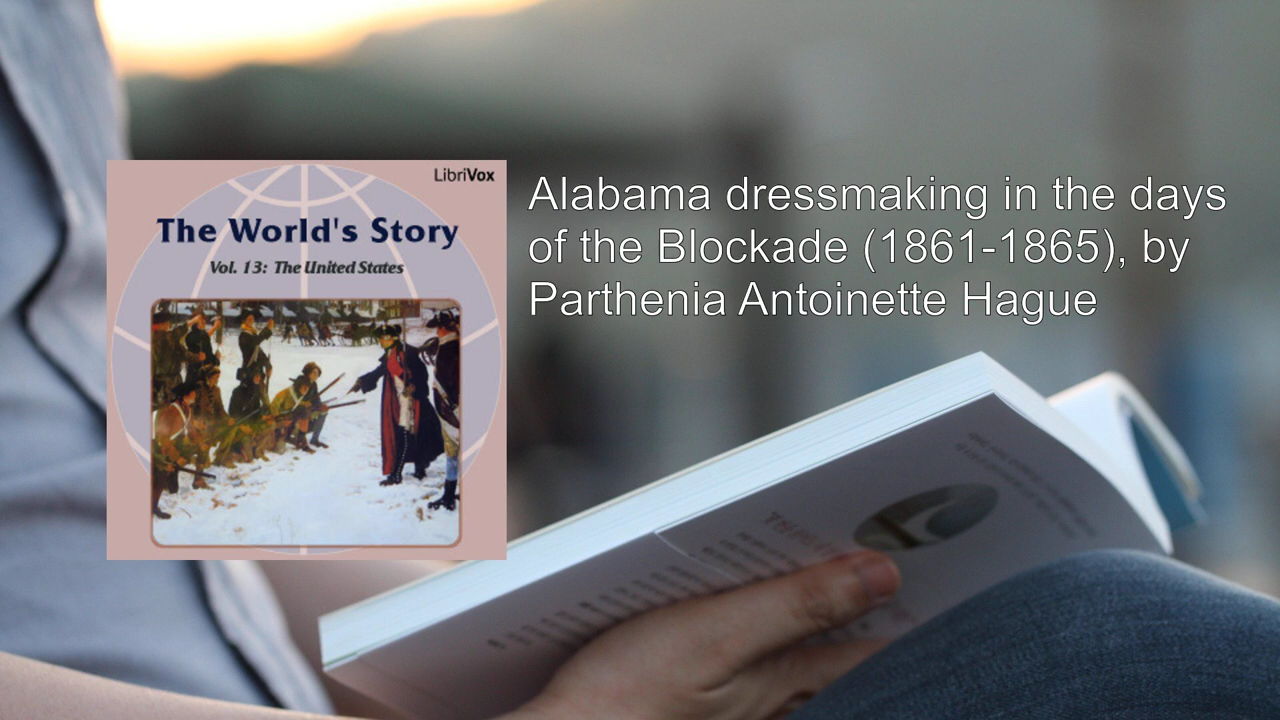 LibriVox
The World's Story
Vol. 13: The United States
Alabama dressmaking in the days
of the Blockade (1861-1865), by
Parthenia Antoinette Hague